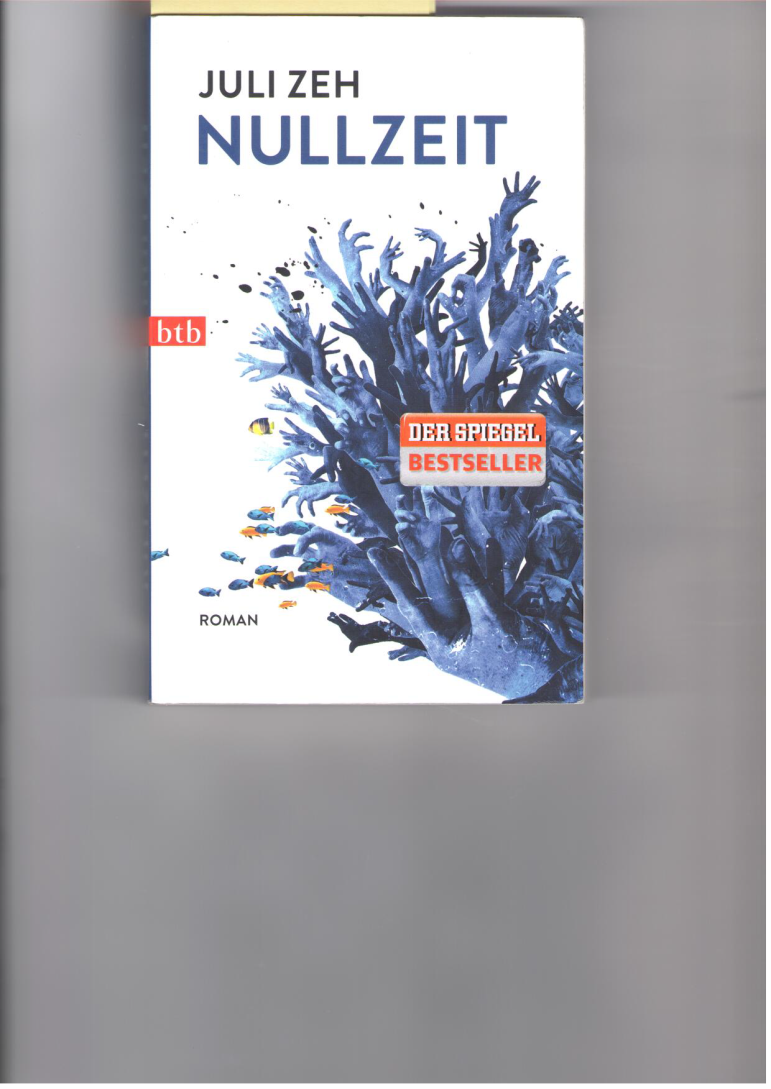 JULI ZEH
NULLZEIT
btb
DER SPIEGEL
BESTSELLER
ROMAN